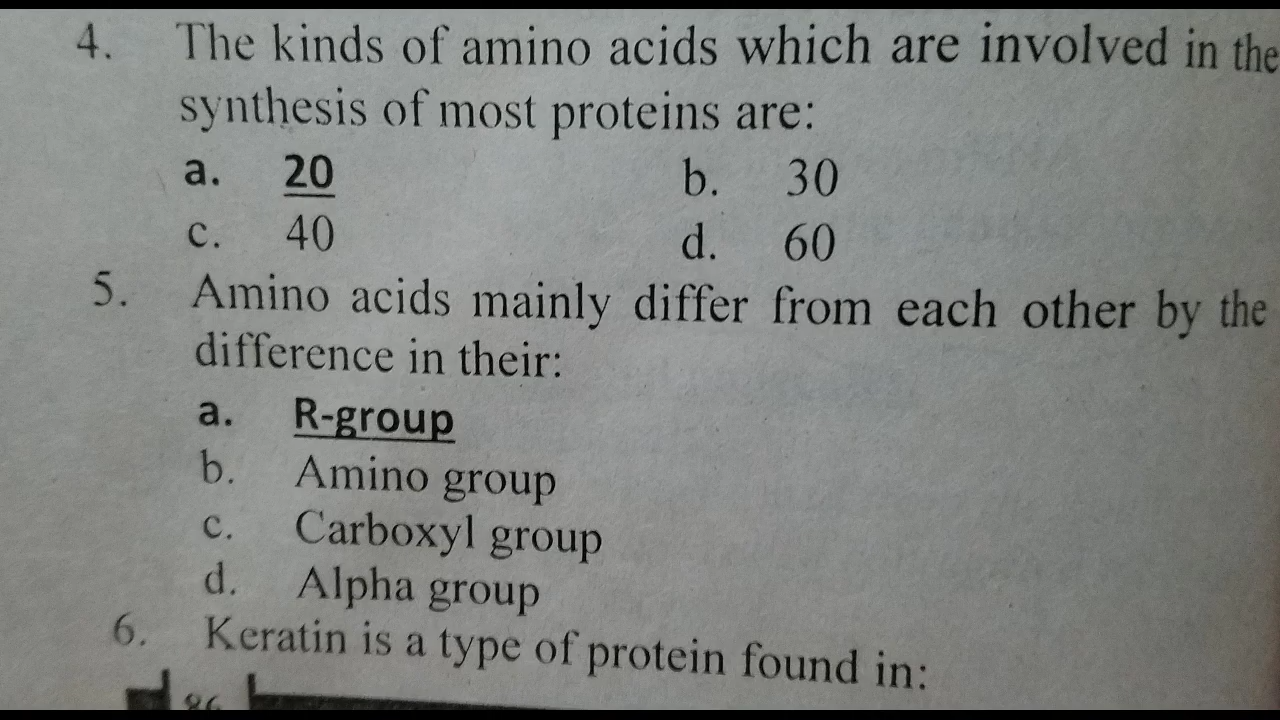 4. The kinds of amino acids which are involved in the
synthesis of most proteins are:
a. 20 b. 30
c. 40 d. 60
5. Amino acids mainly differ from each other by the
difference in their:
a. R-group
b. Amino group
c. Carboxyl group
d. Alpha group
6. Keratin is a type of protein found in: